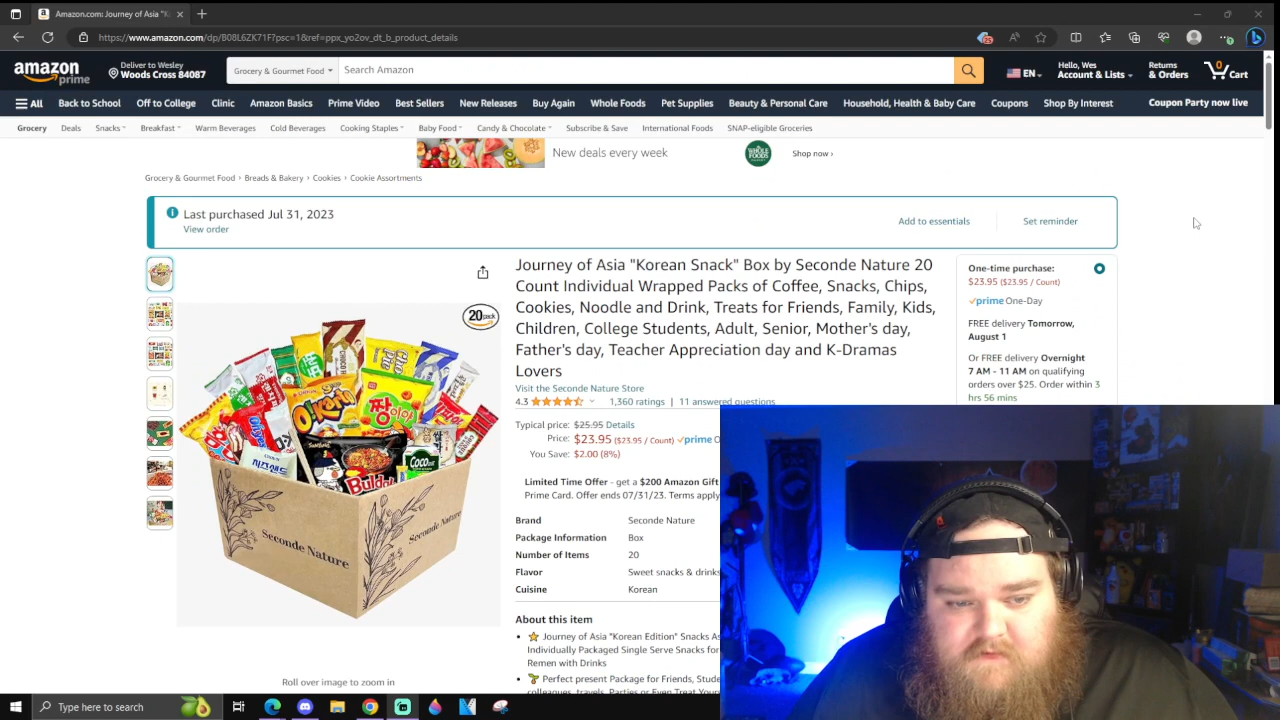 Amazon.com: Journey of Asia "K
https://www.amazon.com/dp/B08L6ZK71F?psc=1&ref=ppx_yo2ov_dt_b_product_details
amazon prime
Deliver to Wesley
Woods Cross 84087
Grocery & Gourmet Food
Search Amazon
EN
Hello, Wes
Account & Lists
Returns
& Orders
0
Cart
All Back to School Off to College Clinic Amazon Basics Prime Video Best Sellers New Releases Buy Again Whole Foods Pet Supplies Beauty & Personal Care Household, Health & Baby Care Coupons Shop By Interest Coupon Party now live
Grocery Deals Snacks Breakfast Warm Beverages Cold Beverages Cooking Staples Baby Food Candy & Chocolate Subscribe & Save International Foods SNAP-eligible Groceries
New deals every week
WHOLE FOODS
Shop now ›
Grocery & Gourmet Food › Breads & Bakery › Cookies › Cookie Assortments
Last purchased Jul 31, 2023
View order
Add to essentials
Set reminder
20 pack
Seconde Nature
Seconde Nature
Buldak
Coco
Roll over image to zoom in
Journey of Asia "Korean Snack" Box by Seconde Nature 20
Count Individual Wrapped Packs of Coffee, Snacks, Chips,
Cookies, Noodle and Drink, Treats for Friends, Family, Kids,
Children, College Students, Adult, Senior, Mother's day,
Father's day, Teacher Appreciation day and K-Dramas
Lovers
Visit the Seconde Nature Store
4.3 1,360 ratings | 11 answered questions
Typical price: $25.95 Details
Price: $23.95 ($23.95 / Count) prime O
You Save: $2.00 (8%)
Limited Time Offer - get a $200 Amazon Gift
Prime Card. Offer ends 07/31/23. Terms apply
Brand Seconde Nature
Package Information Box
Number of Items 20
Flavor Sweet snacks & drinks
Cuisine Korean
About this item
• Journey of Asia "Korean Edition" Snacks As
Individually Packaged Single Serve Snacks for
Remen with Drinks
• Perfect present Package for Friends, Stude
colleagues, travels, Parties or Even Treat Your
One-time purchase:
$23.95 ($23.95 / Count)
prime One-Day
FREE delivery Tomorrow,
August 1
Or FREE delivery Overnight
7 AM - 11 AM on qualifying
orders over $25. Order within 3
hrs 56 mins
Type here to search